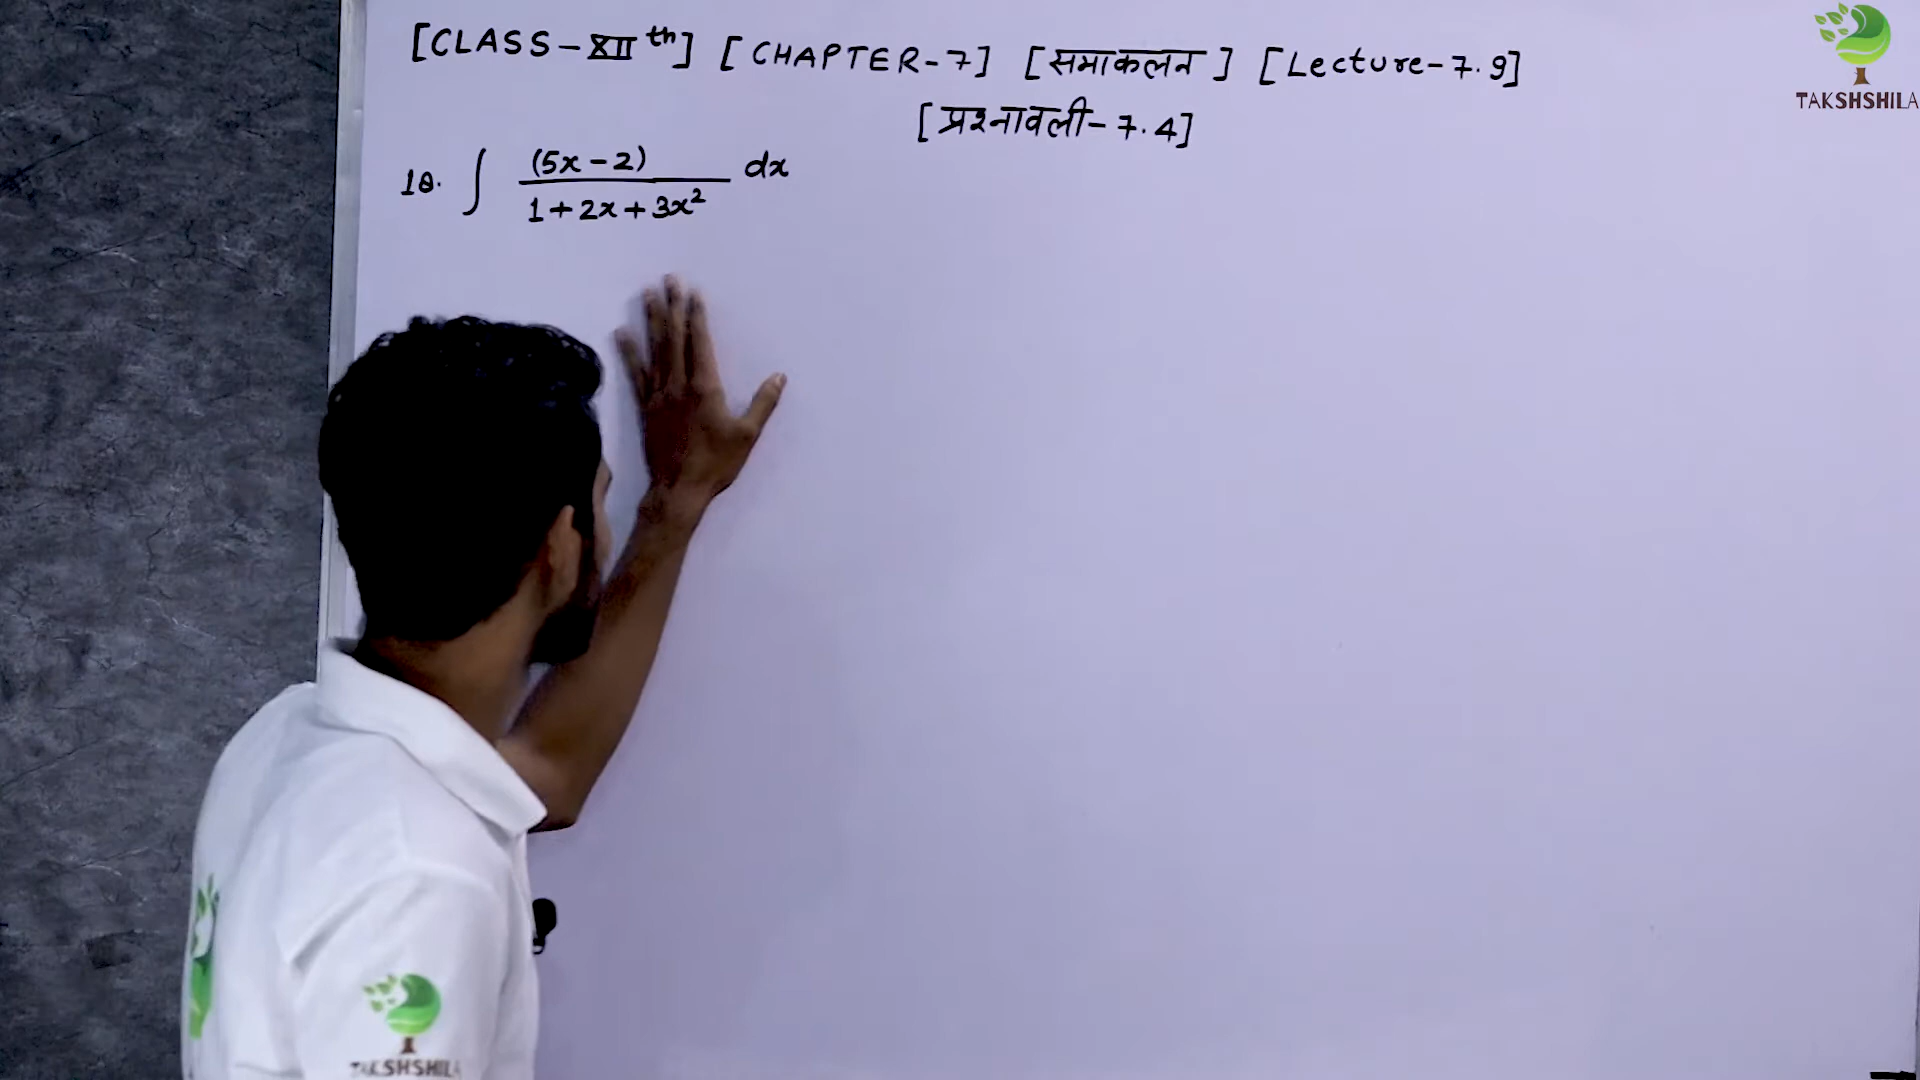 [CLASS-XIIth] [CHAPTER-7] [समाकलन] [Lecture-7.9]
TAKSHSHILA
[प्रश्नावली-7.4]
18. ∫ (5x-2) / 1+2x+3x² dx
TAKSHSHILA